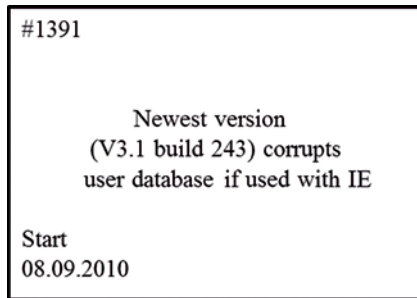 #1391
Newest version
(V3.1 build 243) corrupts
user database if used with IE
Start
08.09.2010